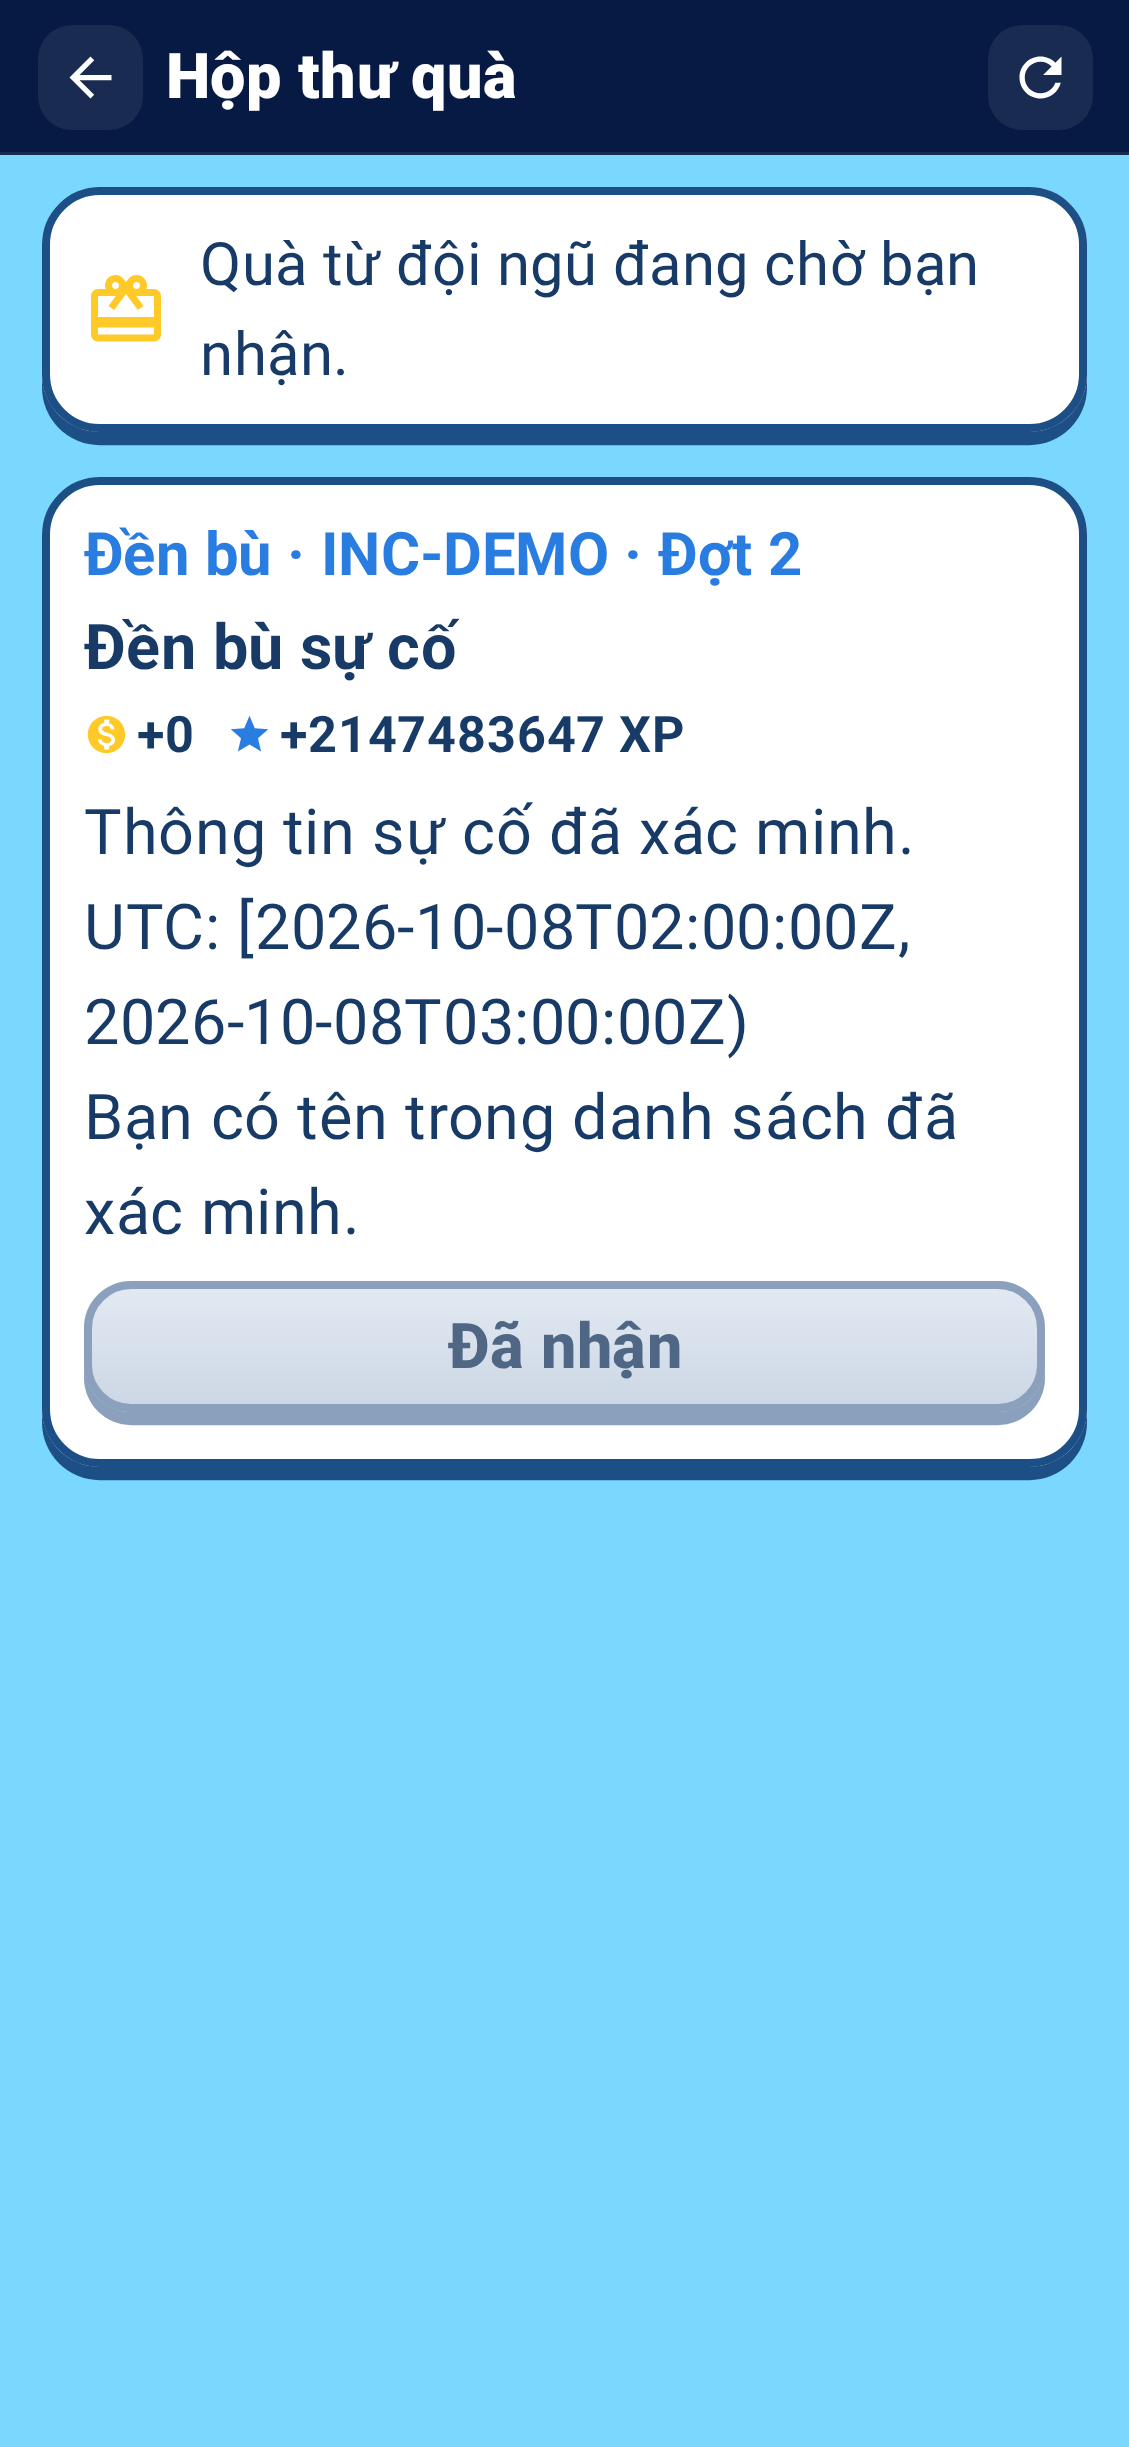 Hộp thư quà
Quà từ đội ngũ đang chờ bạn
nhận.
Đền bù · INC-DEMO · Đợt 2
Đền bù sự cố
+0 +2147483647 XP
Thông tin sự cố đã xác minh.
UTC: [2026-10-08T02:00:00Z,
2026-10-08T03:00:00Z)
Bạn có tên trong danh sách đã
xác minh.
Đã nhận